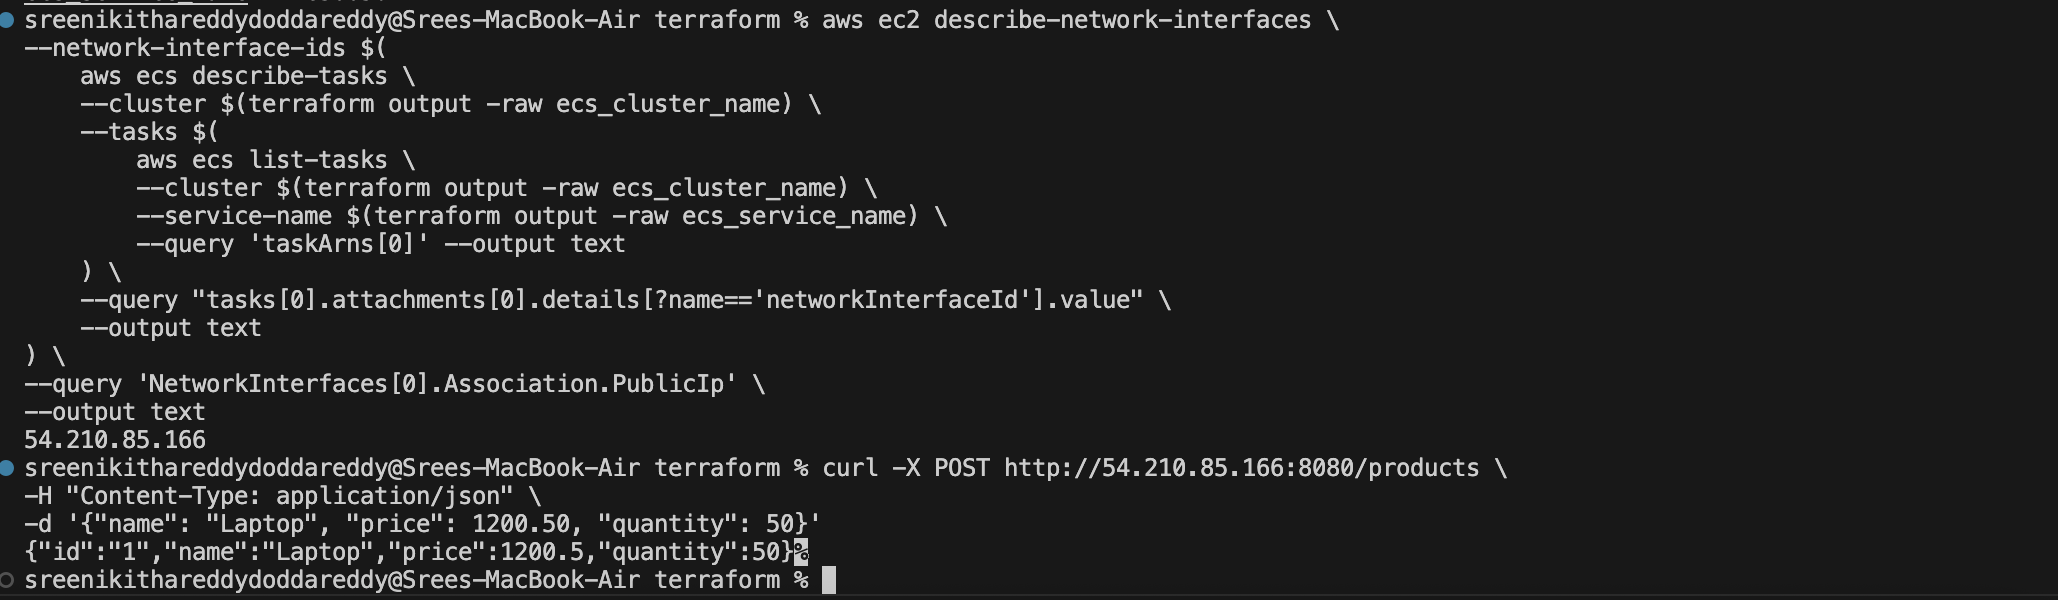 sreenikithareddydoddareddy@Srees-MacBook-Air terraform % aws ec2 describe-network-interfaces \
--network-interface-ids $(
    aws ecs describe-tasks \
    --cluster $(terraform output -raw ecs_cluster_name) \
    --tasks $(
        aws ecs list-tasks \
        --cluster $(terraform output -raw ecs_cluster_name) \
        --service-name $(terraform output -raw ecs_service_name) \
        --query 'taskArns[0]' --output text
    ) \
    --query "tasks[0].attachments[0].details[?name=='networkInterfaceId'].value" \
    --output text
) \
--query 'NetworkInterfaces[0].Association.PublicIp' \
--output text
54.210.85.166
sreenikithareddydoddareddy@Srees-MacBook-Air terraform % curl -X POST http://54.210.85.166:8080/products \
-H "Content-Type: application/json" \
-d '{"name": "Laptop", "price": 1200.50, "quantity": 50}'
{"id":"1","name":"Laptop","price":1200.5,"quantity":50}%
sreenikithareddydoddareddy@Srees-MacBook-Air terraform %